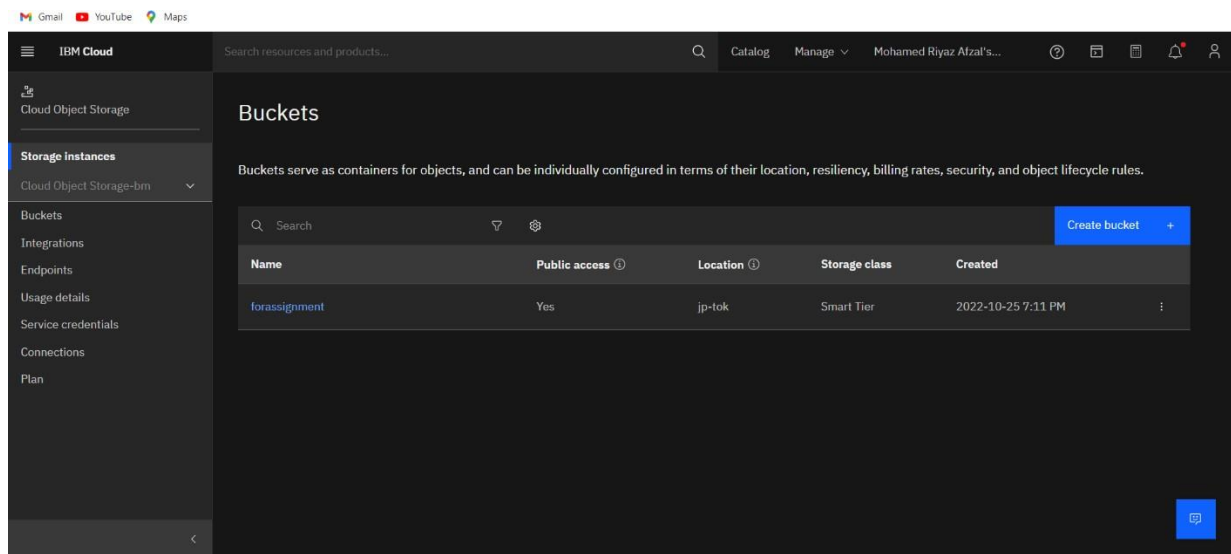 Gmail YouTube Maps
IBM Cloud Search resources and products... Catalog Manage Mohamed Riyaz Afzal's...
Cloud Object Storage
Storage instances
Cloud Object Storage-bm
Buckets
Integrations
Endpoints
Usage details
Service credentials
Connections
Plan
Buckets
Buckets serve as containers for objects, and can be individually configured in terms of their location, resiliency, billing rates, security, and object lifecycle rules.
Search Create bucket +
Name Public access Location Storage class Created
forassignment Yes jp-tok Smart Tier 2022-10-25 7:11 PM